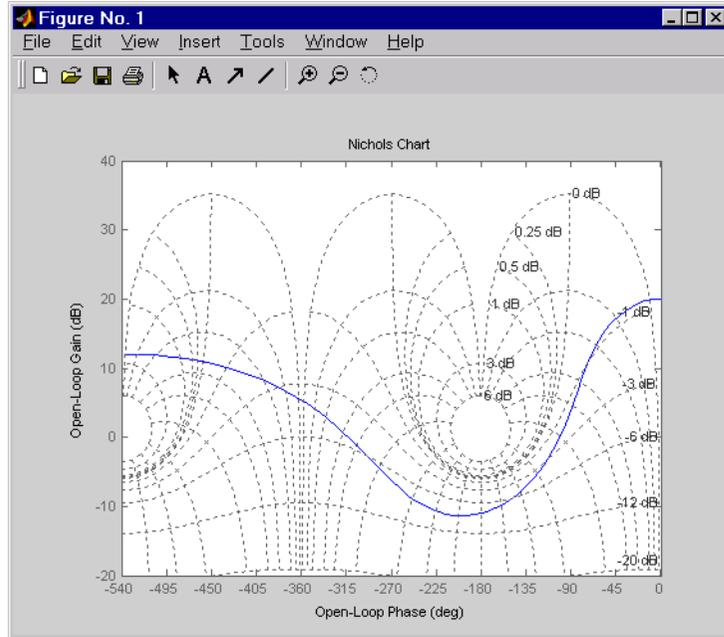 Figure No. 1
File Edit View Insert Tools Window Help
A
Nichols Chart
40
30
20
10
0
-10
-20
Open-Loop Gain (dB)
0 dB
0.25 dB
0.5 dB
1 dB
-1 dB
3 dB
-3 dB
6 dB
-6 dB
-12 dB
-20 dB
-540 -495 -450 -405 -360 -315 -270 -225 -180 -135 -90 -45 0
Open-Loop Phase (deg)